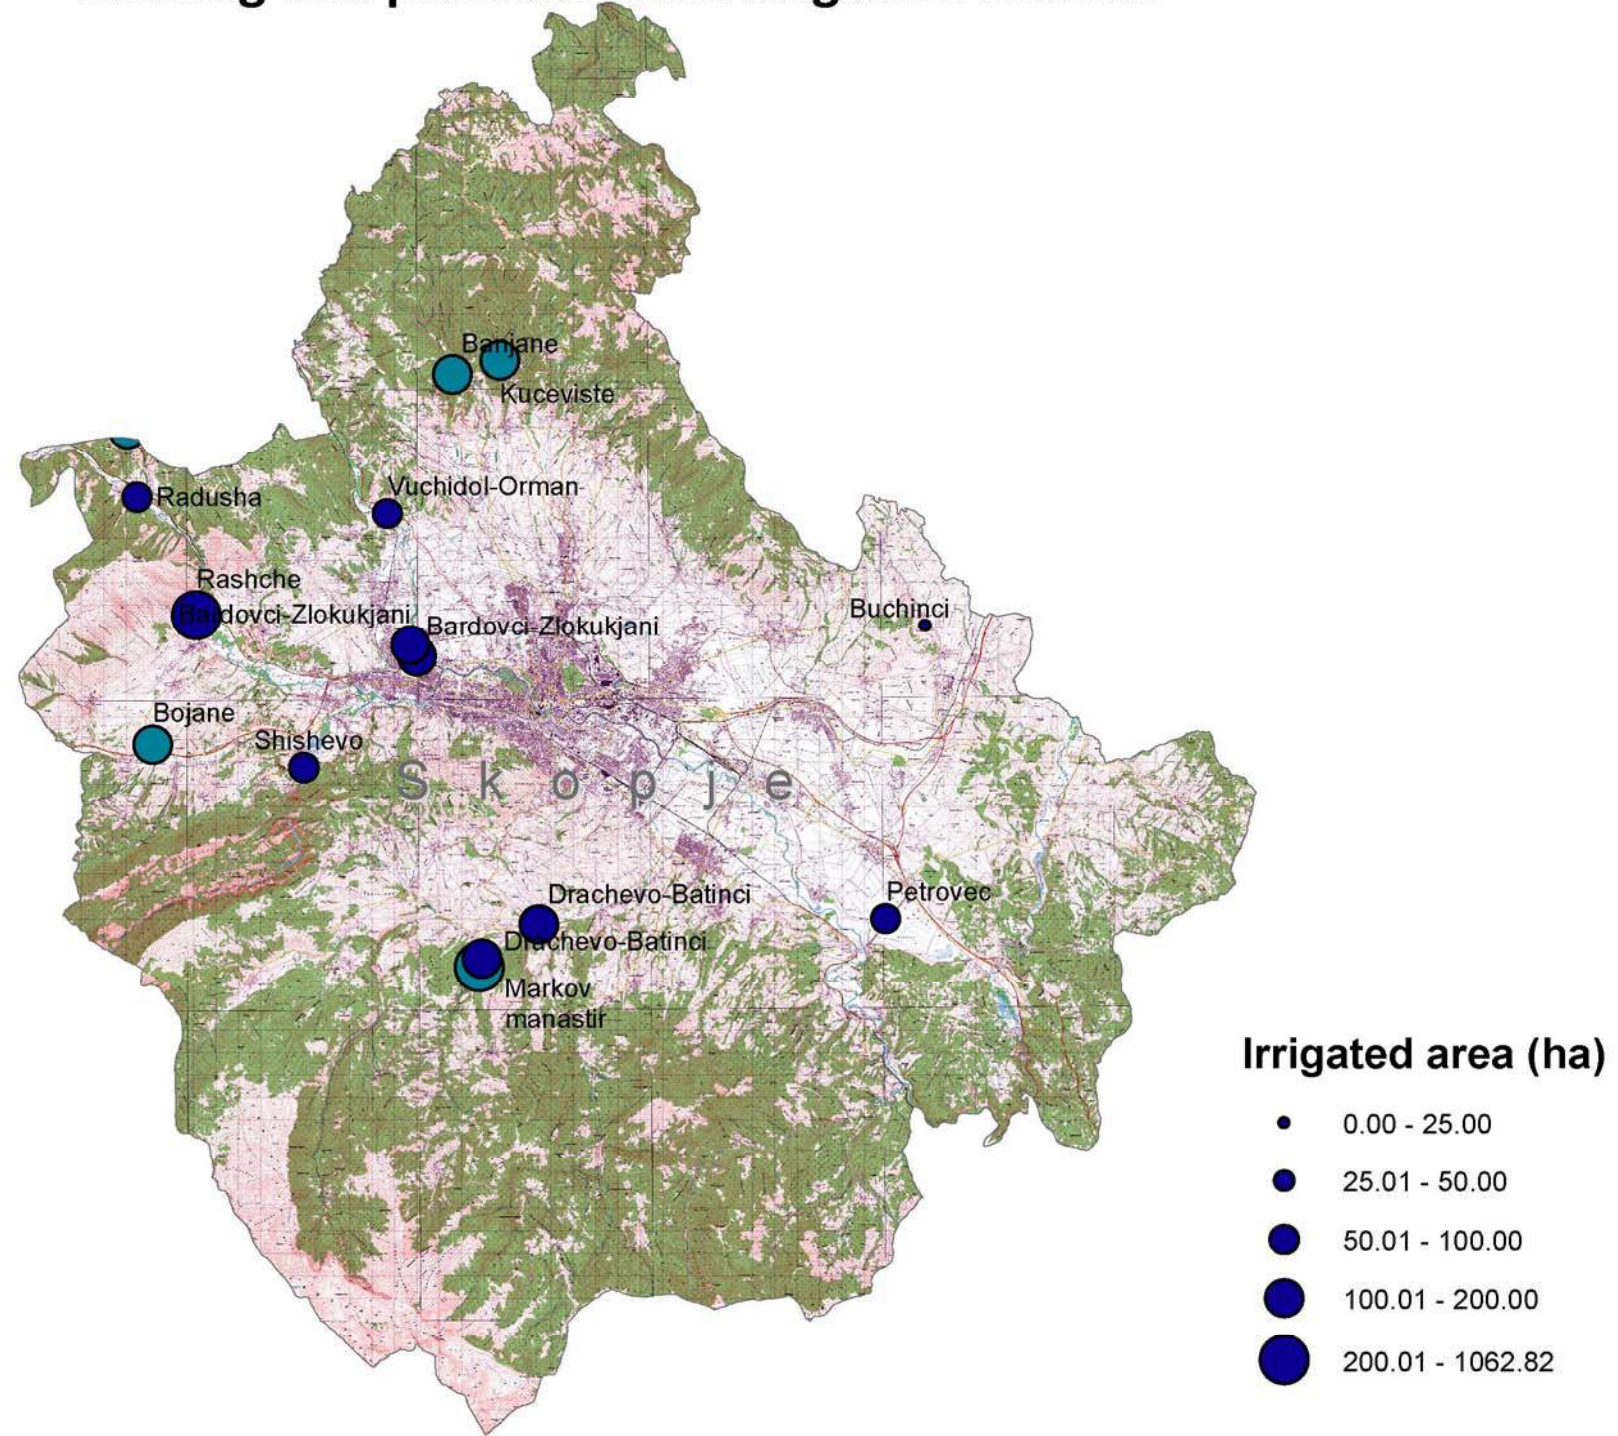 Banjane
Kuceviste
Vuchidol-Orman
Radusha
Rashche
Bardovci-Zlokukjani
Bardovci-Zlokukjani
Buchinci
Bojane
Shishevo
Skopje
Drachevo-Batinci
Petrovec
Drachevo-Batinci
Markov
manastir
Irrigated area (ha)
0.00 - 25.00
25.01 - 50.00
50.01 - 100.00
100.01 - 200.00
200.01 - 1062.82